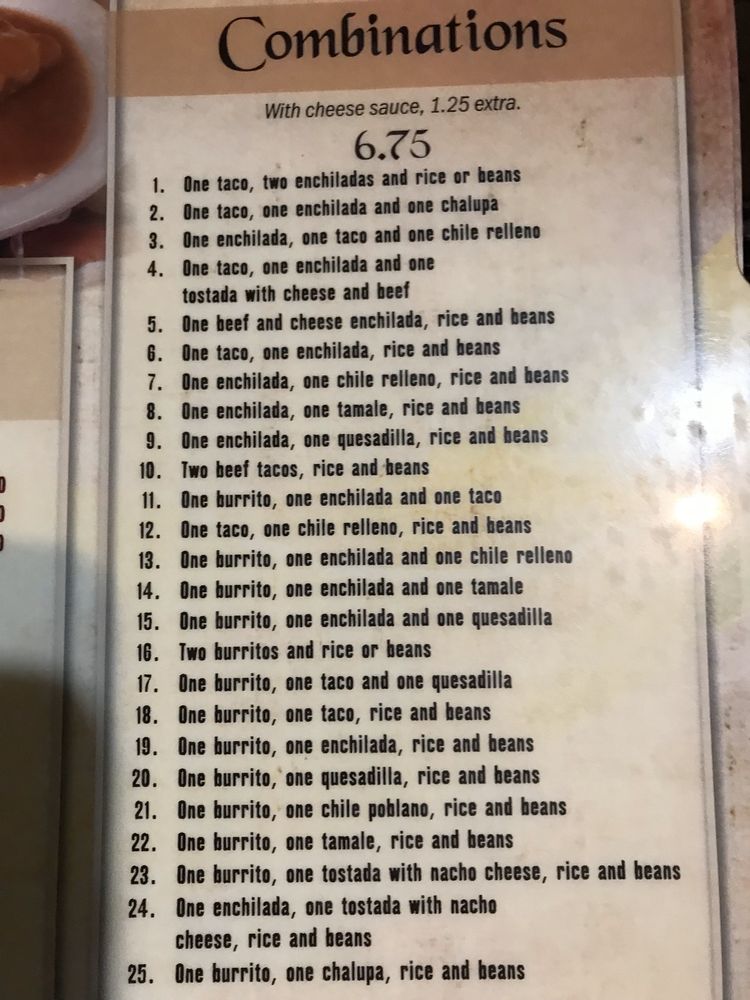 Combinations
With cheese sauce, 1.25 extra.
6.75
1. One taco, two enchiladas and rice or beans
2. One taco, one enchilada and one chalupa
3. One enchilada, one taco and one chile relleno
4. One taco, one enchilada and one
tostada with cheese and beef
5. One beef and cheese enchilada, rice and beans
6. One taco, one enchilada, rice and beans
7. One enchilada, one chile relleno, rice and beans
8. One enchilada, one tamale, rice and beans
9. One enchilada, one quesadilla, rice and beans
10. Two beef tacos, rice and beans
11. One burrito, one enchilada and one taco
12. One taco, one chile relleno, rice and beans
13. One burrito, one enchilada and one chile relleno
14. One burrito, one enchilada and one tamale
15. One burrito, one enchilada and one quesadilla
16. Two burritos and rice or beans
17. One burrito, one taco and one quesadilla
18. One burrito, one taco, rice and beans
19. One burrito, one enchilada, rice and beans
20. One burrito, one quesadilla, rice and beans
21. One burrito, one chile poblano, rice and beans
22. One burrito, one tamale, rice and beans
23. One burrito, one tostada with nacho cheese, rice and beans
24. One enchilada, one tostada with nacho
cheese, rice and beans
25. One burrito, one chalupa, rice and beans